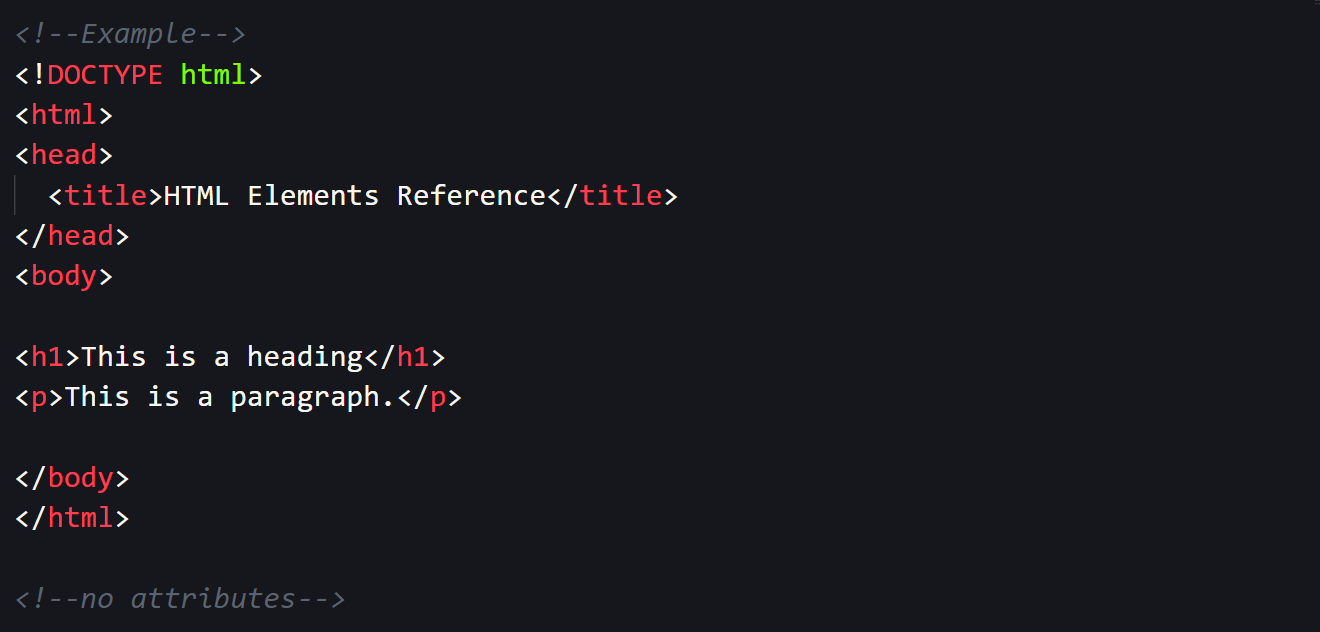 <!--Example-->
<!DOCTYPE html>
<html>
<head>
  <title>HTML Elements Reference</title>
</head>
<body>

<h1>This is a heading</h1>
<p>This is a paragraph.</p>

</body>
</html>

<!--no attributes-->